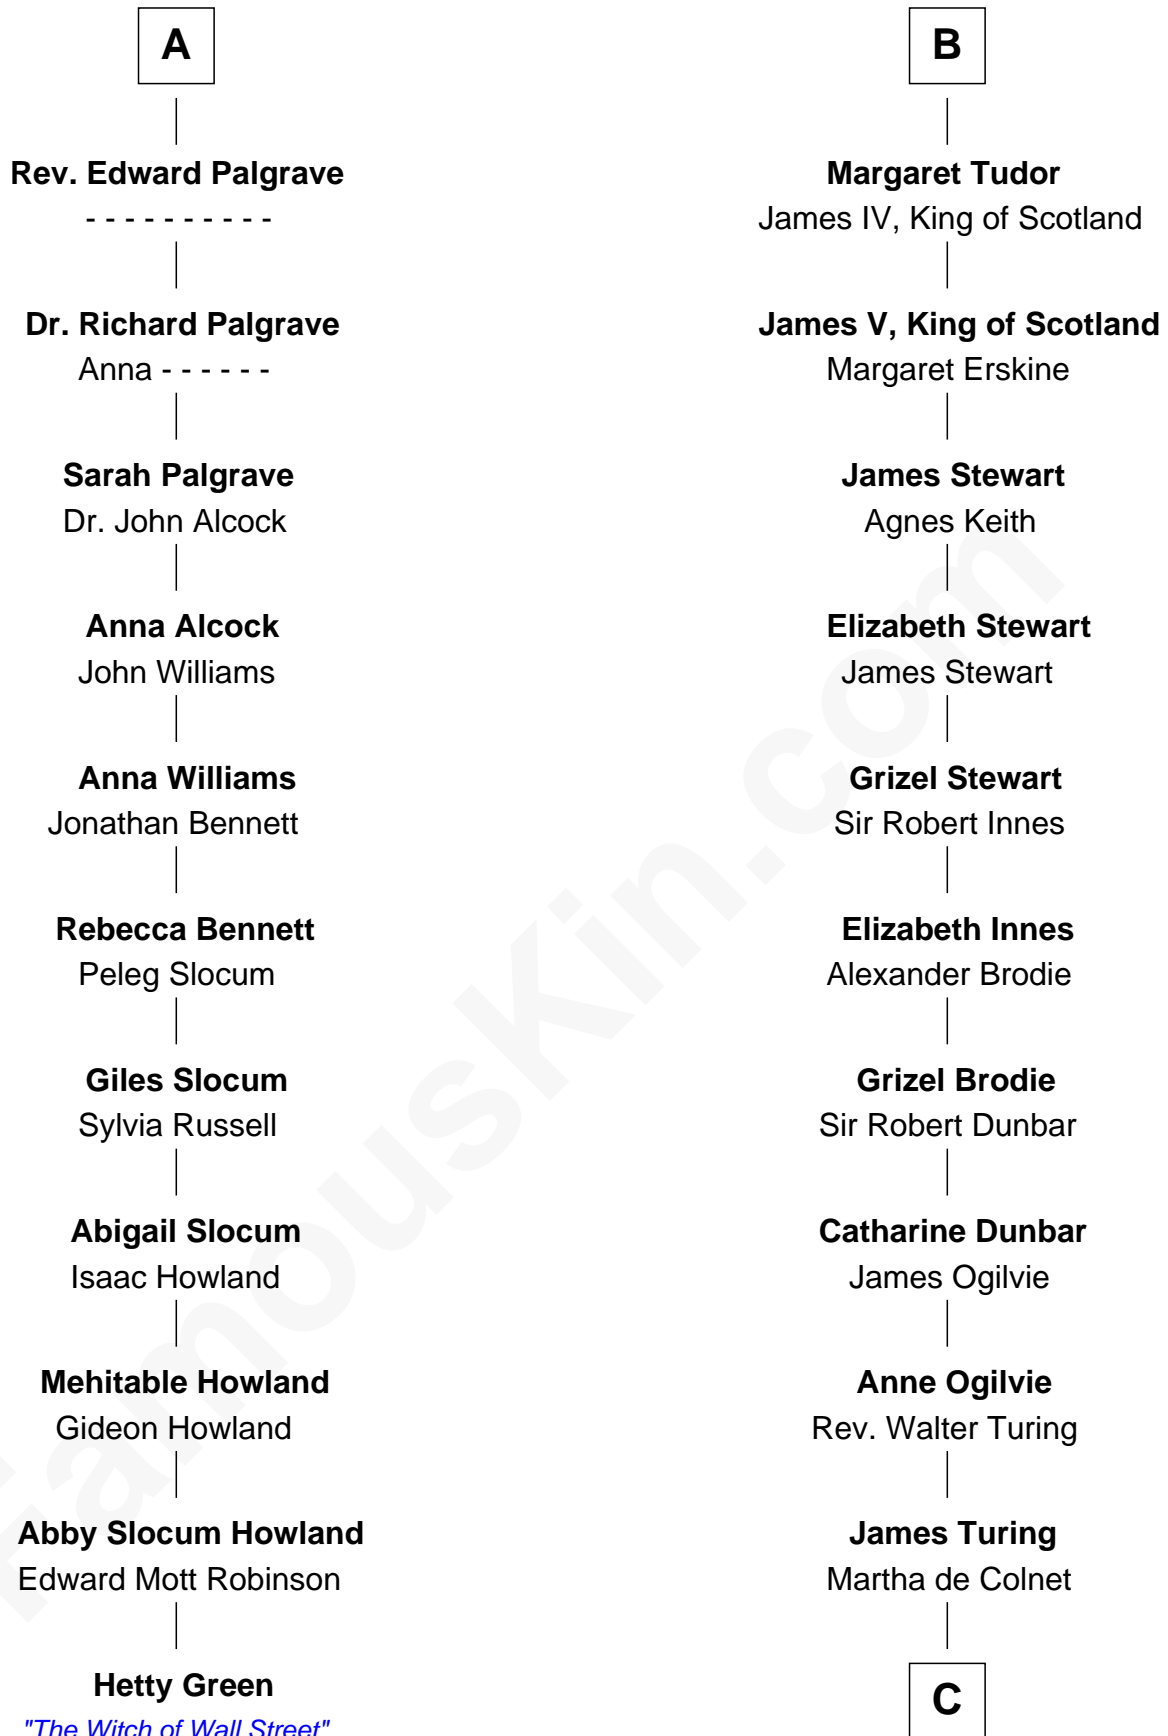 A
Rev. Edward Palgrave
- - - - - - - - - -
Dr. Richard Palgrave
Anna - - - - - -
Sarah Palgrave
Dr. John Alcock
Anna Alcock
John Williams
Anna Williams
Jonathan Bennett
Rebecca Bennett
Peleg Slocum
Giles Slocum
Sylvia Russell
Abigail Slocum
Isaac Howland
Mehitable Howland
Gideon Howland
Abby Slocum Howland
Edward Mott Robinson
Hetty Green
"The Witch of Wall Street"
B
Margaret Tudor
James IV, King of Scotland
James V, King of Scotland
Margaret Erskine
James Stewart
Agnes Keith
Elizabeth Stewart
James Stewart
Grizel Stewart
Sir Robert Innes
Elizabeth Innes
Alexander Brodie
Grizel Brodie
Sir Robert Dunbar
Catharine Dunbar
James Ogilvie
Anne Ogilvie
Rev. Walter Turing
James Turing
Martha de Colnet
C
FamousKin.com